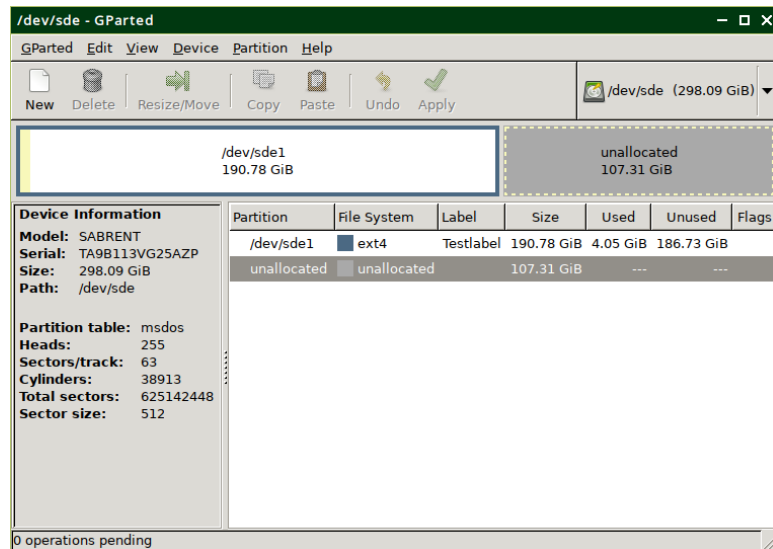 /dev/sde - GParted
GParted Edit View Device Partition Help
New Delete Resize/Move Copy Paste Undo Apply /dev/sde (298.09 GiB)
/dev/sde1
190.78 GiB
unallocated
107.31 GiB
Device Information
Model: SABRENT
Serial: TA9B113VG25AZP
Size: 298.09 GiB
Path: /dev/sde
Partition table: msdos
Heads: 255
Sectors/track: 63
Cylinders: 38913
Total sectors: 625142448
Sector size: 512
Partition File System Label Size Used Unused Flags
/dev/sde1 ext4 Testlabel 190.78 GiB 4.05 GiB 186.73 GiB
unallocated unallocated 107.31 GiB --- ---
0 operations pending